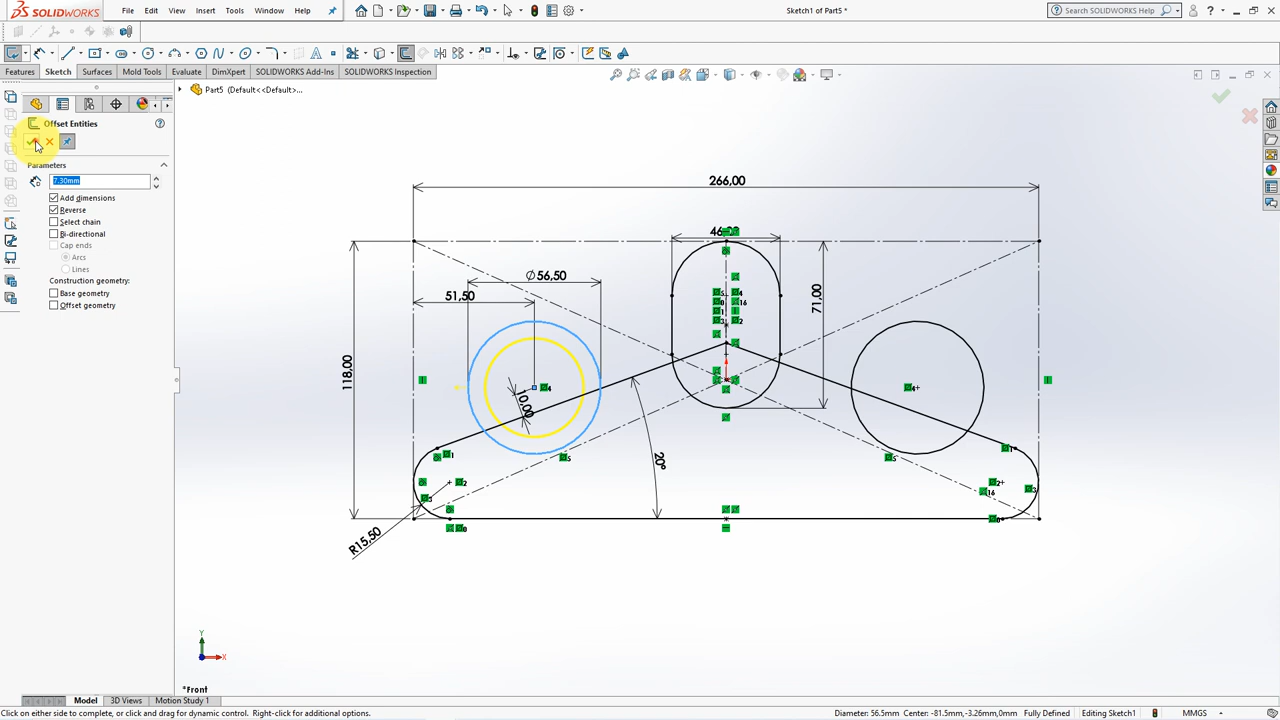 SOLIDWORKS
File Edit View Insert Tools Window Help
Sketch1 of Part5 *
Search SOLIDWORKS Help
Features Sketch Surfaces Mold Tools Evaluate DimXpert SOLIDWORKS Add-Ins SOLIDWORKS Inspection
Part5 (Default<<Default>...
Offset Entities
Parameters
7.30mm
Add dimensions
Reverse
Select chain
Bi-directional
Cap ends
Arcs
Lines
Construction geometry:
Base geometry
Offset geometry
266,00
Ø56,50
51,50
71,00
118,00
10,00
20°
R15,50
Y
X
*Front
Model 3D Views Motion Study 1
Click on either side to complete, or click and drag for dynamic control. Right-click for additional options.
Diameter: 56.5mm Center: -81.5mm,-3.26mm,0mm Fully Defined Editing Sketch1 MMGS